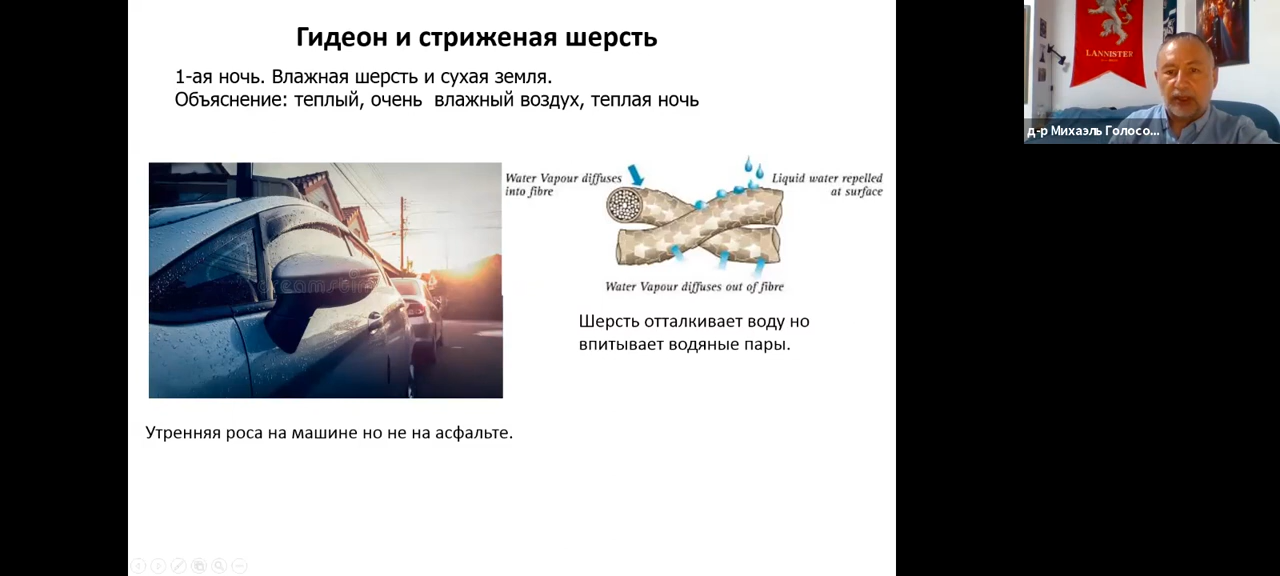 Гидеон и стриженая шерсть
1-ая ночь. Влажная шерсть и сухая земля.
Объяснение: теплый, очень влажный воздух, теплая ночь
Water Vapour diffuses
into fibre
Liquid water repelled
at surface
Water Vapour diffuses out of fibre
Шерсть отталкивает воду но
впитывает водяные пары.
Утренняя роса на машине но не на асфальте.
LANNISTER
д-р Михаэль Голосо...